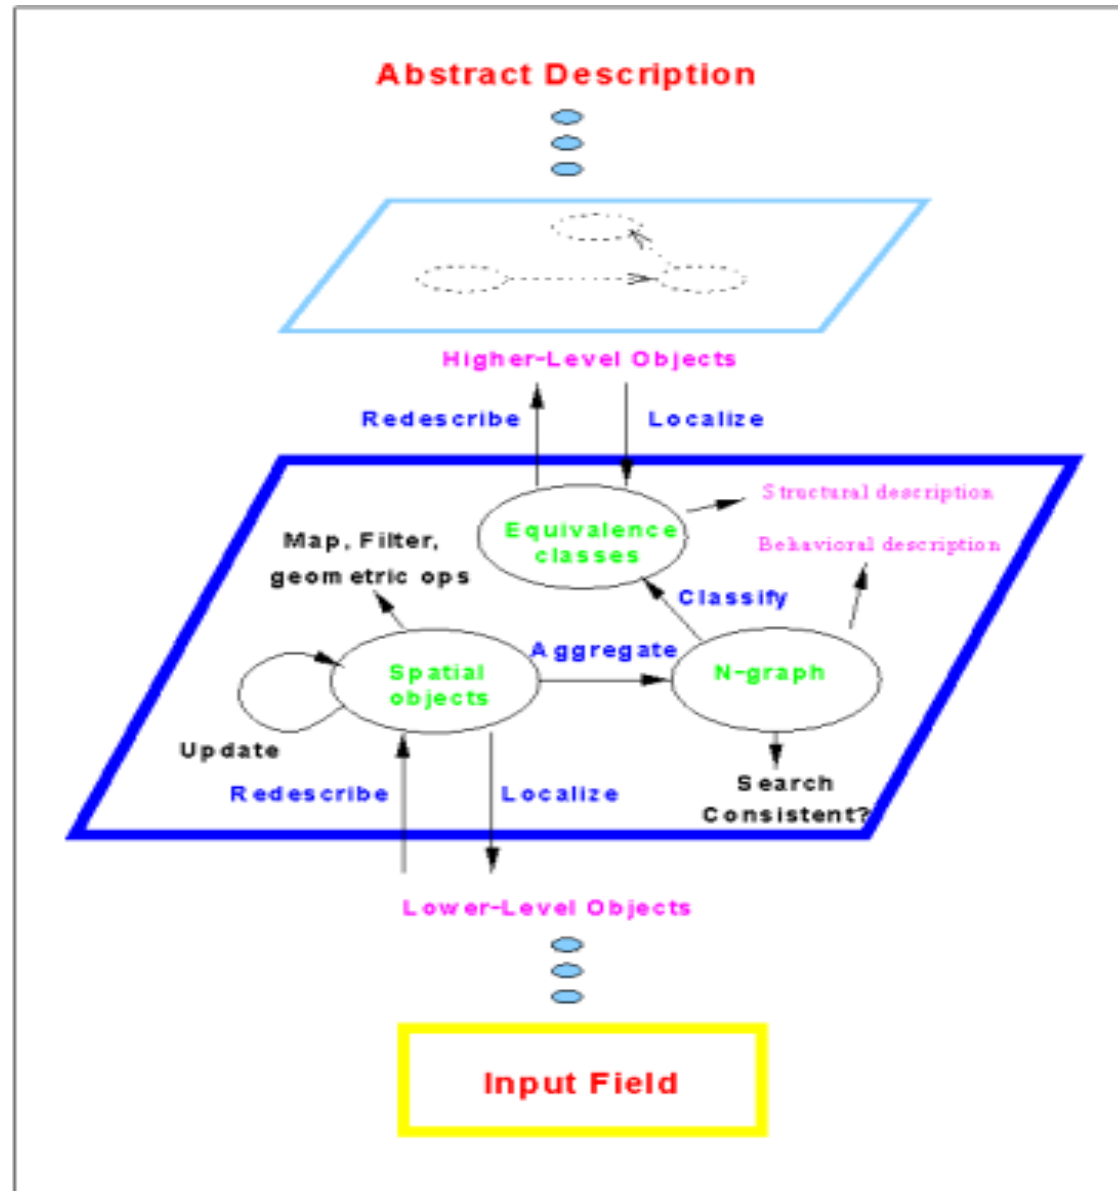 Abstract Description
Higher-Level Objects
Redescribe
Localize
Equivalence
classes
Structural description
Behavioral description
Map, Filter,
geometric ops
Classify
Aggregate
Spatial
objects
N-graph
Update
Search
Consistent?
Redescribe
Localize
Lower-Level Objects
Input Field